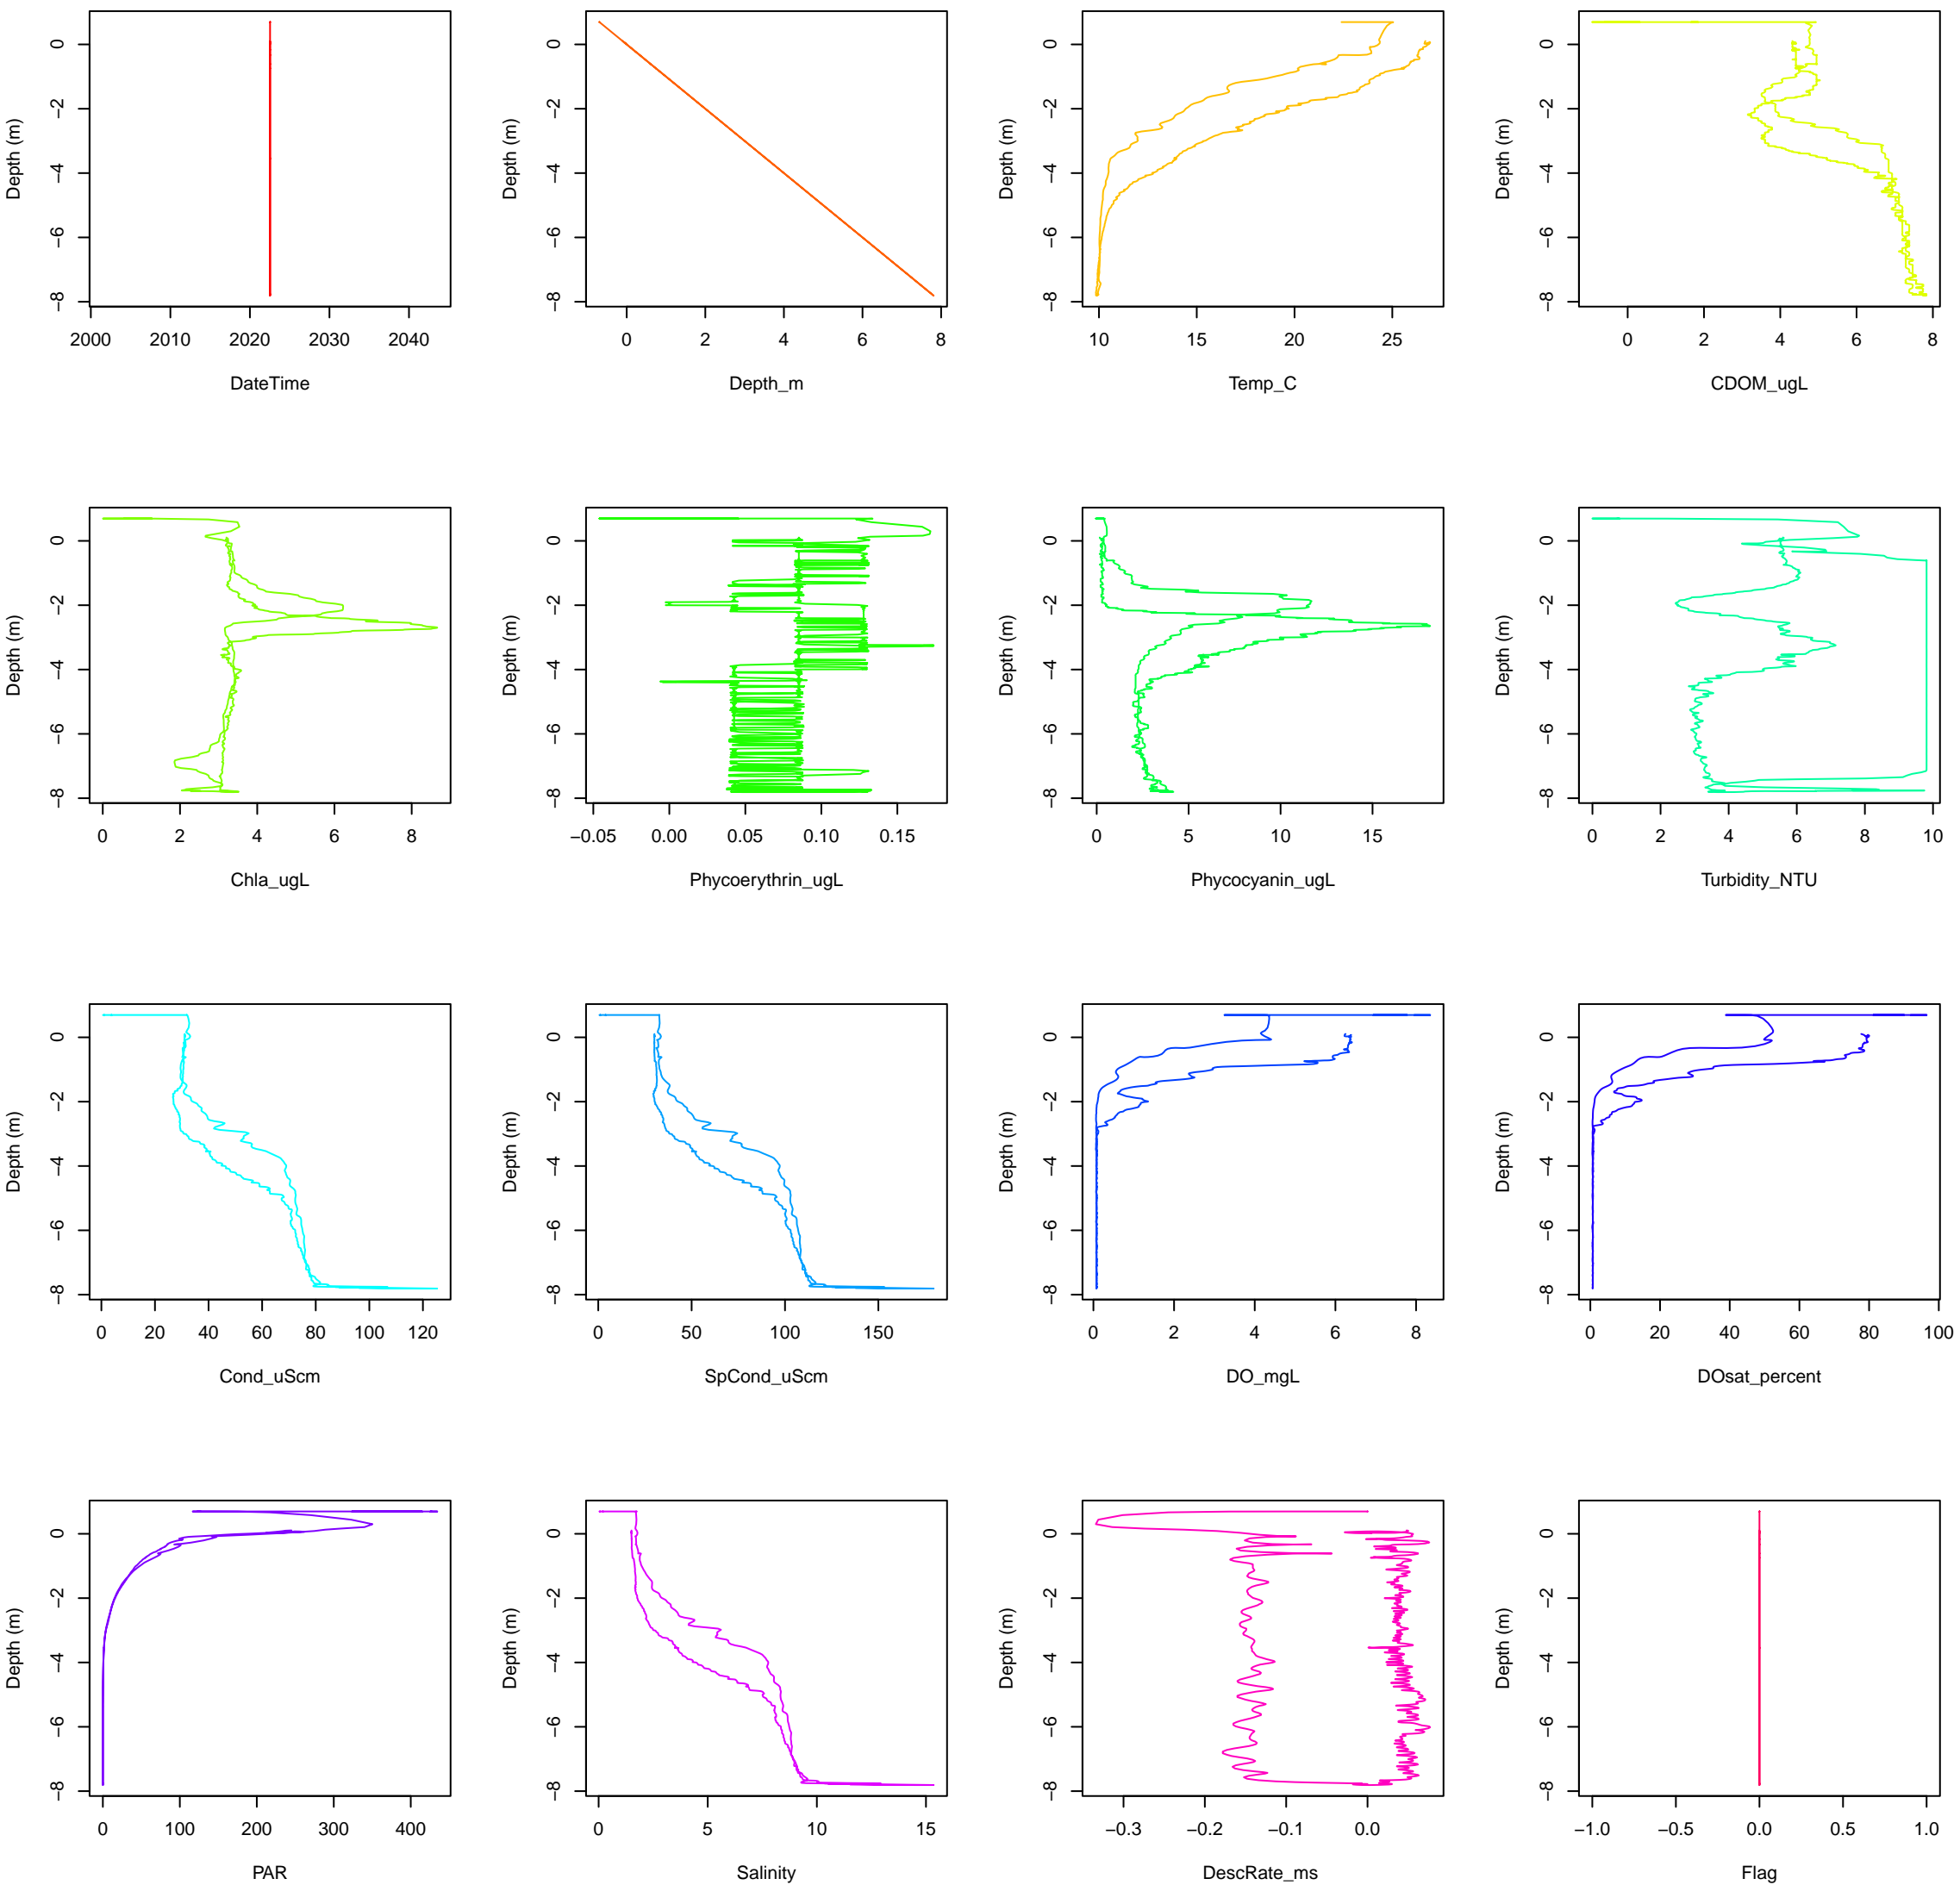 Depth (m)
0
−2
−4
−6
−8
2000 2010 2020 2030 2040
DateTime
Depth (m)
0
−2
−4
−6
−8
0 2 4 6 8
Depth_m
Depth (m)
0
−2
−4
−6
−8
10 15 20 25
Temp_C
Depth (m)
0
−2
−4
−6
−8
0 2 4 6 8
CDOM_ugL
Depth (m)
0
−2
−4
−6
−8
0 2 4 6 8
Chla_ugL
Depth (m)
0
−2
−4
−6
−8
−0.05 0.00 0.05 0.10 0.15
Phycoerythrin_ugL
Depth (m)
0
−2
−4
−6
−8
0 5 10 15
Phycocyanin_ugL
Depth (m)
0
−2
−4
−6
−8
0 2 4 6 8 10
Turbidity_NTU
Depth (m)
0
−2
−4
−6
−8
0 20 40 60 80 100 120
Cond_uScm
Depth (m)
0
−2
−4
−6
−8
0 50 100 150
SpCond_uScm
Depth (m)
0
−2
−4
−6
−8
0 2 4 6 8
DO_mgL
Depth (m)
0
−2
−4
−6
−8
0 20 40 60 80 100
DOsat_percent
Depth (m)
0
−2
−4
−6
−8
0 100 200 300 400
PAR
Depth (m)
0
−2
−4
−6
−8
0 5 10 15
Salinity
Depth (m)
0
−2
−4
−6
−8
−0.3 −0.2 −0.1 0.0
DescRate_ms
Depth (m)
0
−2
−4
−6
−8
−1.0 −0.5 0.0 0.5 1.0
Flag